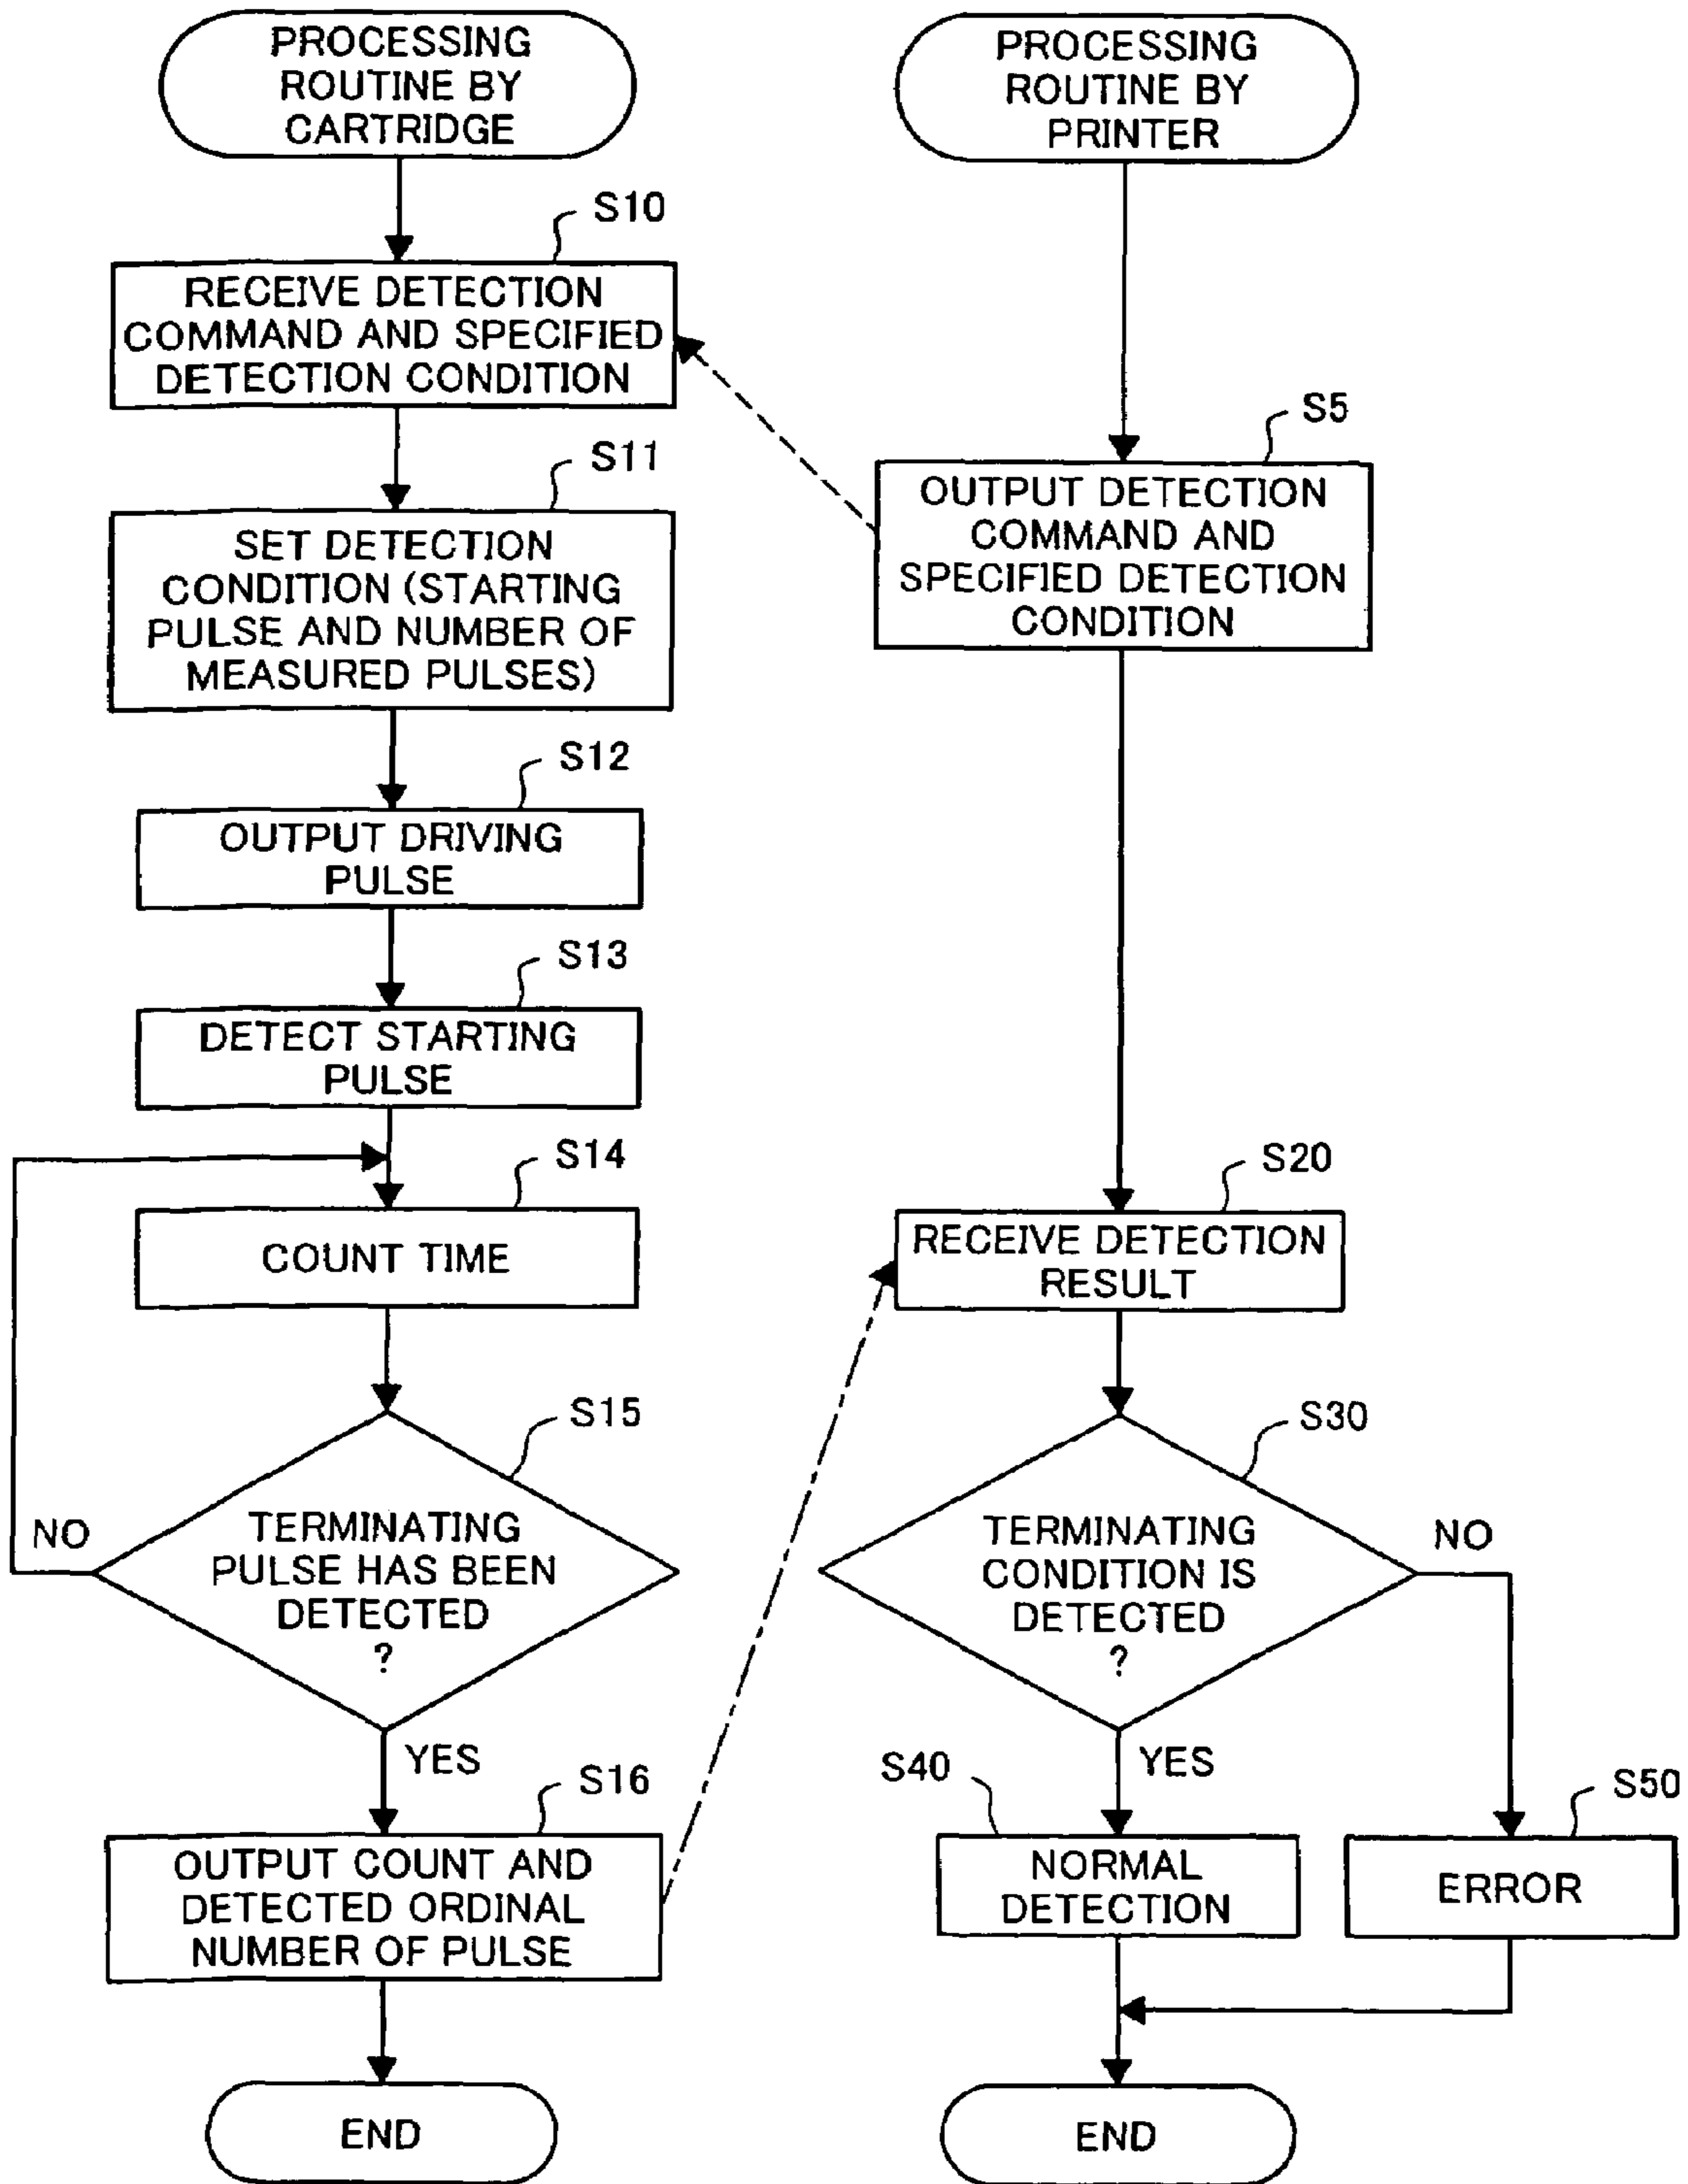 PROCESSING
ROUTINE BY
CARTRIDGE
S10
RECEIVE DETECTION
COMMAND AND SPECIFIED
DETECTION CONDITION
S11
SET DETECTION
CONDITION (STARTING
PULSE AND NUMBER OF
MEASURED PULSES)
S12
OUTPUT DRIVING
PULSE
S13
DETECT STARTING
PULSE
S14
COUNT TIME
S15
TERMINATING
PULSE HAS BEEN
DETECTED
?
NO
YES
S16
OUTPUT COUNT AND
DETECTED ORDINAL
NUMBER OF PULSE
END
PROCESSING
ROUTINE BY
PRINTER
S5
OUTPUT DETECTION
COMMAND AND
SPECIFIED DETECTION
CONDITION
S20
RECEIVE DETECTION
RESULT
S30
TERMINATING
CONDITION IS
DETECTED
?
NO
YES
S40
NORMAL
DETECTION
S50
ERROR
END